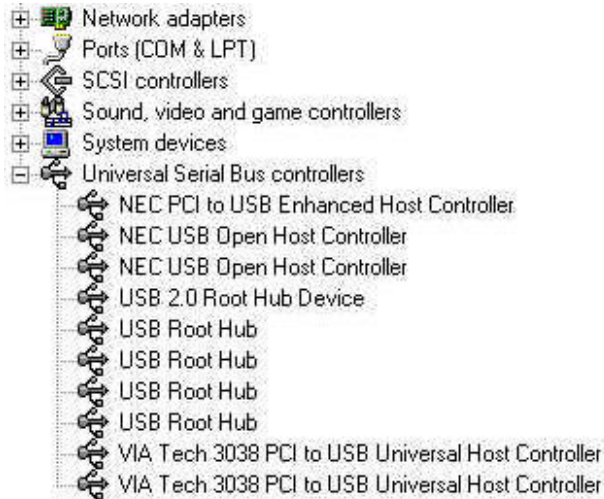 Network adapters
Ports (COM & LPT)
SCSI controllers
Sound, video and game controllers
System devices
Universal Serial Bus controllers
NEC PCI to USB Enhanced Host Controller
NEC USB Open Host Controller
NEC USB Open Host Controller
USB 2.0 Root Hub Device
USB Root Hub
USB Root Hub
USB Root Hub
USB Root Hub
VIA Tech 3038 PCI to USB Universal Host Controller
VIA Tech 3038 PCI to USB Universal Host Controller